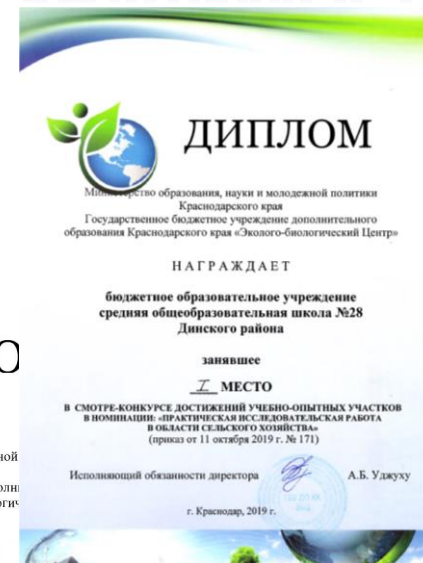 ДИПЛОМ
Министерство образования, науки и молодежной политики
Краснодарского края
Государственное бюджетное учреждение дополнительного
образования Краснодарского края «Эколого-биологический Центр»
НАГРАЖДАЕТ
бюджетное образовательное учреждение
средняя общеобразовательная школа №28
Динского района
занявшее
I МЕСТО
В СМОТРЕ-КОНКУРСЕ ДОСТИЖЕНИЙ УЧЕБНО-ОПЫТНЫХ УЧАСТКОВ
В НОМИНАЦИИ: «ПРАКТИЧЕСКАЯ ИССЛЕДОВАТЕЛЬСКАЯ РАБОТА
В ОБЛАСТИ СЕЛЬСКОГО ХОЗЯЙСТВА»
(приказ от 11 октября 2019 г. № 171)
Исполняющий обязанности директора А.Б. Уджуху
г. Краснодар, 2019 г.